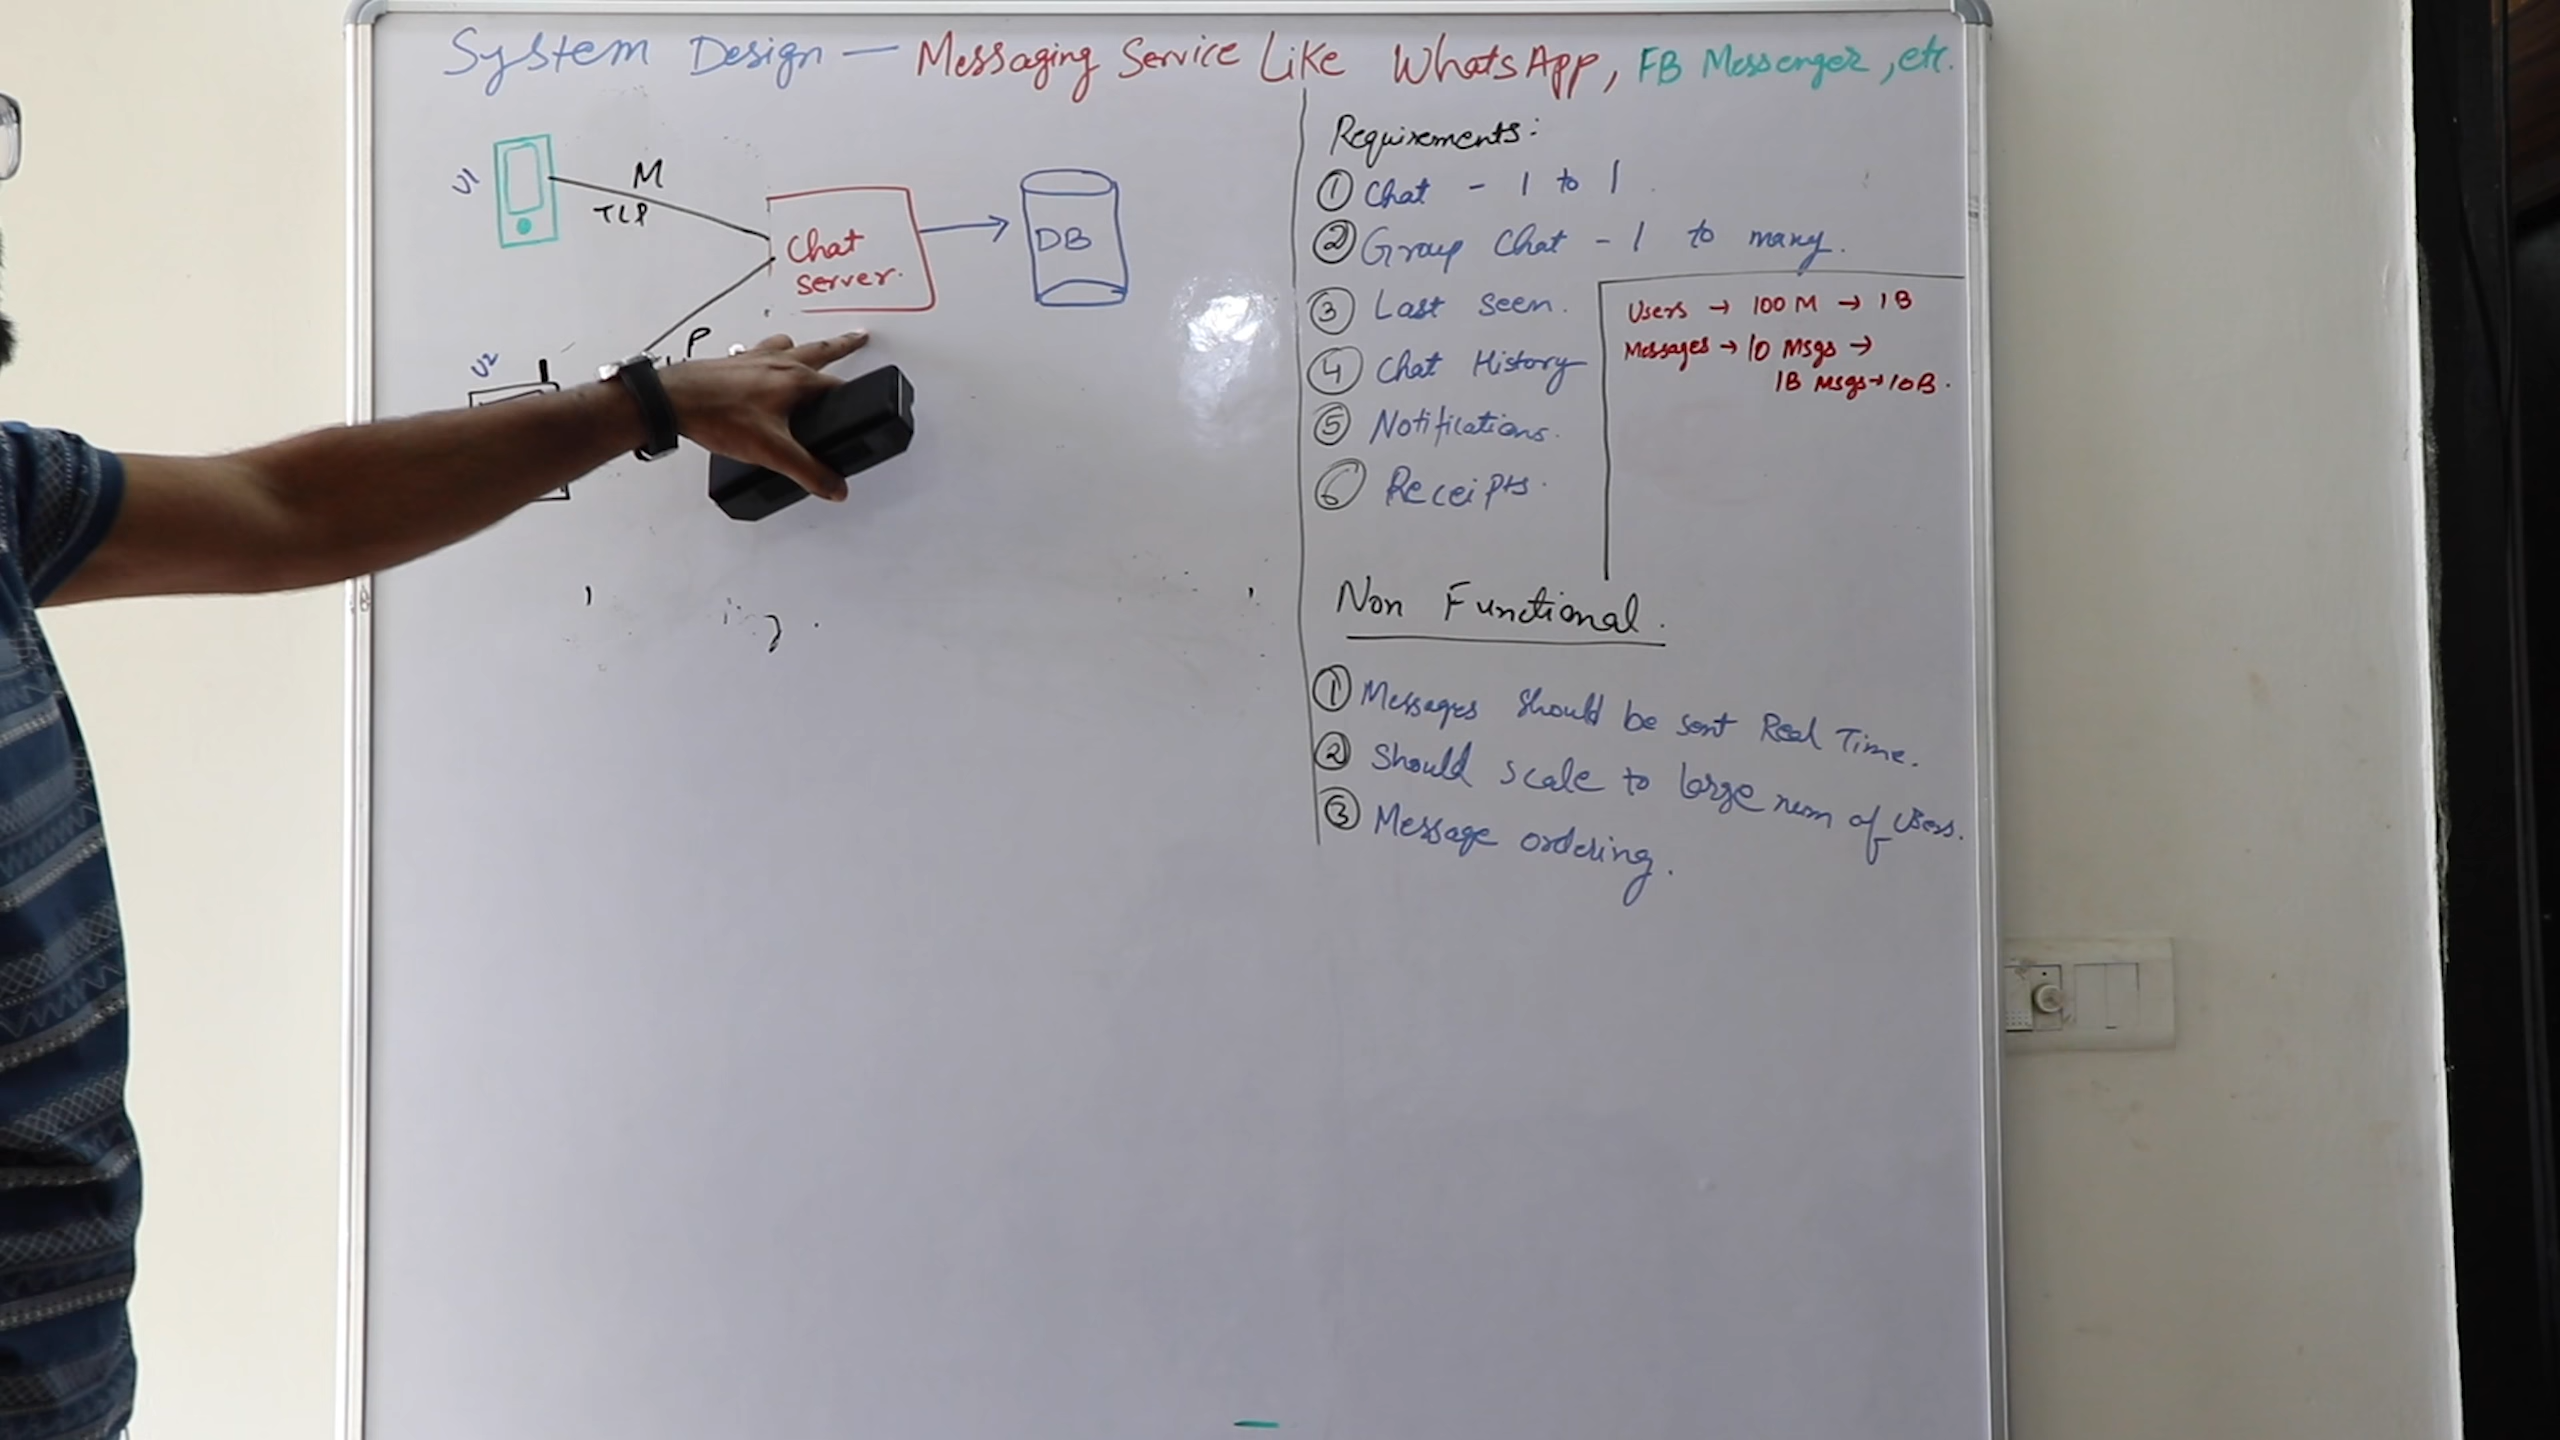 System Design — Messaging Service Like WhatsApp, FB Messenger, etc.
U1
M
TCP
Chat
server.
DB
U2
P
Requirements:
① Chat - 1 to 1
② Group Chat - 1 to many.
③ Last seen.
④ Chat History
⑤ Notifications.
⑥ Receipts.
Users → 100 M → 1B
Messages → 10 Msgs →
1B Msgs → 10B.
Non Functional.
① Messages should be sent Real Time.
② Should scale to large num of Users.
③ Message ordering.